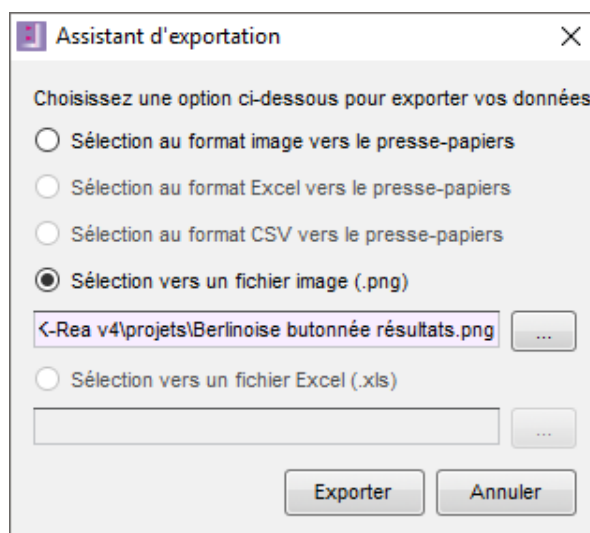 Assistant d'exportation
Choisissez une option ci-dessous pour exporter vos données
Sélection au format image vers le presse-papiers
Sélection au format Excel vers le presse-papiers
Sélection au format CSV vers le presse-papiers
Sélection vers un fichier image (.png)
-Rea v4\projets\Berlinoise butonnée résultats.png
...
Sélection vers un fichier Excel (.xls)
...
Exporter
Annuler